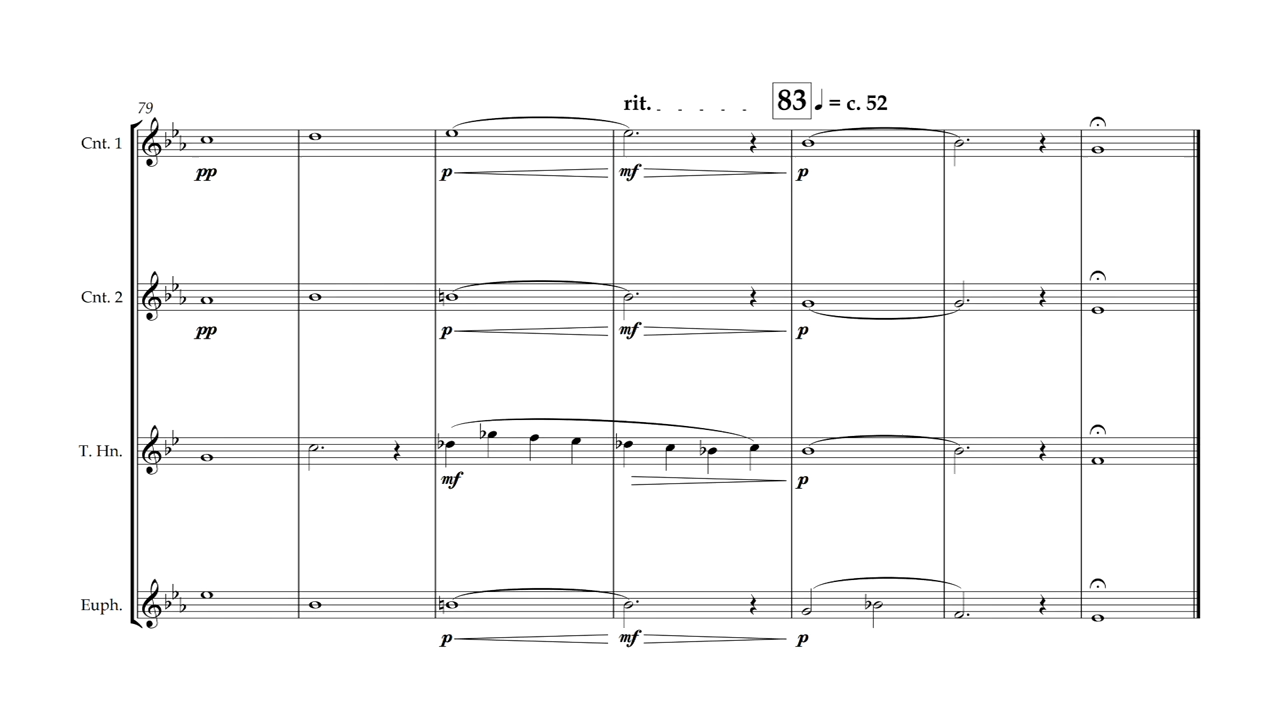 79
rit.
83
= c. 52
Cnt. 1
pp
p
mf
p
Cnt. 2
pp
p
mf
p
T. Hn.
mf
p
Euph.
p
mf
p